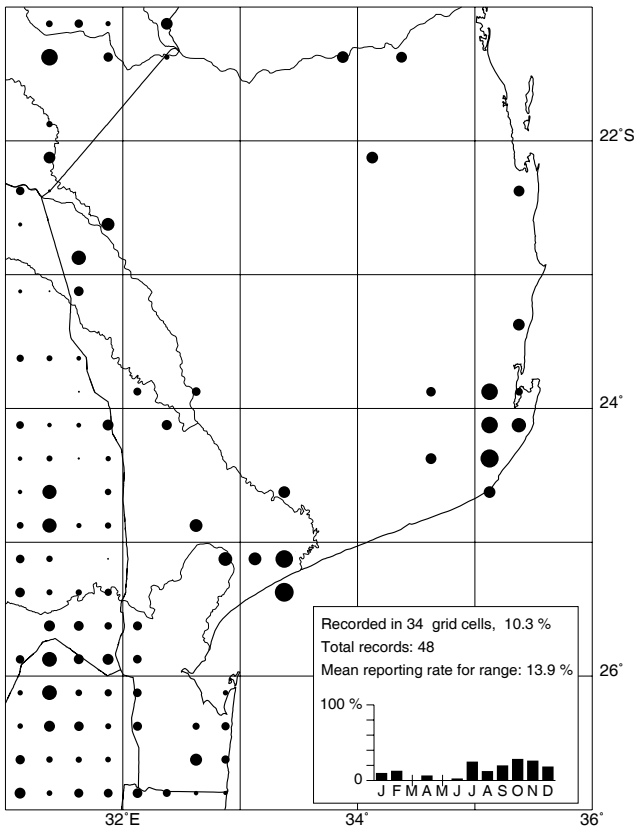 22°S
24°
Recorded in 34 grid cells, 10.3 %
Total records: 48
Mean reporting rate for range: 13.9 %
26°
100 %
0
J F M A M J J A S O N D
32°E
34°
36°